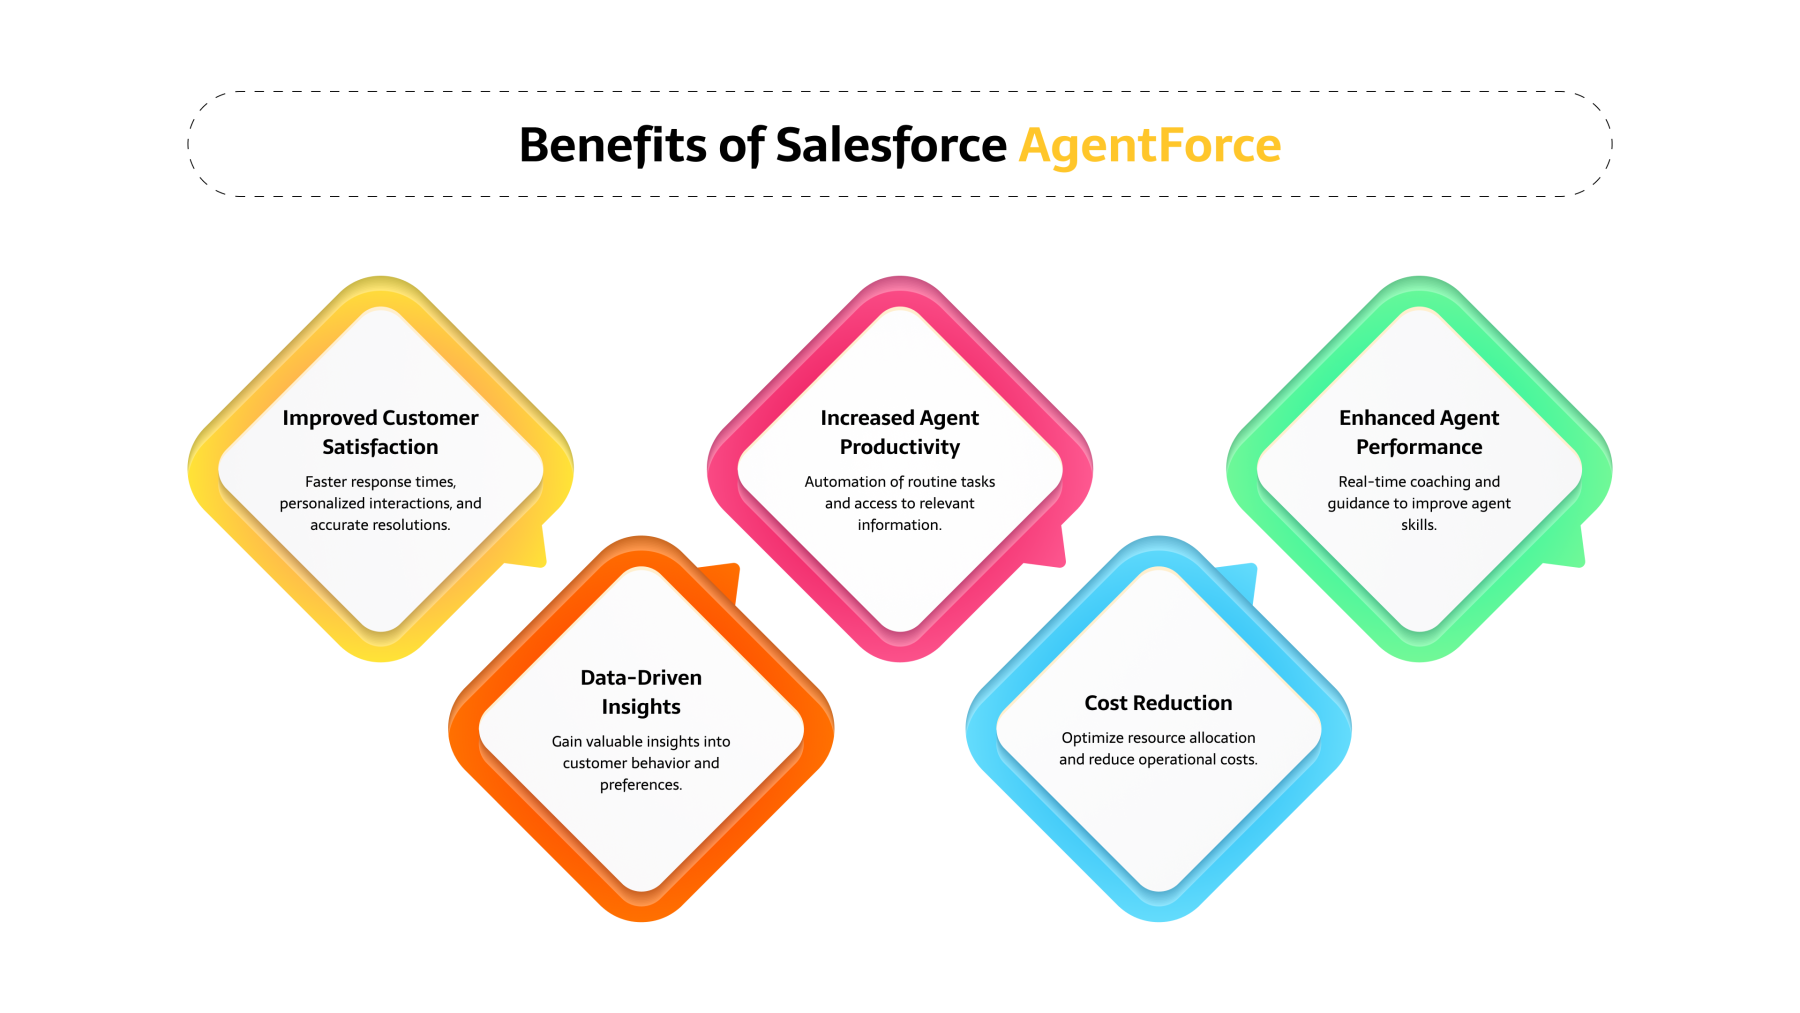 Benefits of Salesforce AgentForce
Improved Customer
Satisfaction
Faster response times,
personalized interactions, and
accurate resolutions.
Data-Driven
Insights
Gain valuable insights into
customer behavior and
preferences.
Increased Agent
Productivity
Automation of routine tasks
and access to relevant
information.
Cost Reduction
Optimize resource allocation
and reduce operational costs.
Enhanced Agent
Performance
Real-time coaching and
guidance to improve agent
skills.